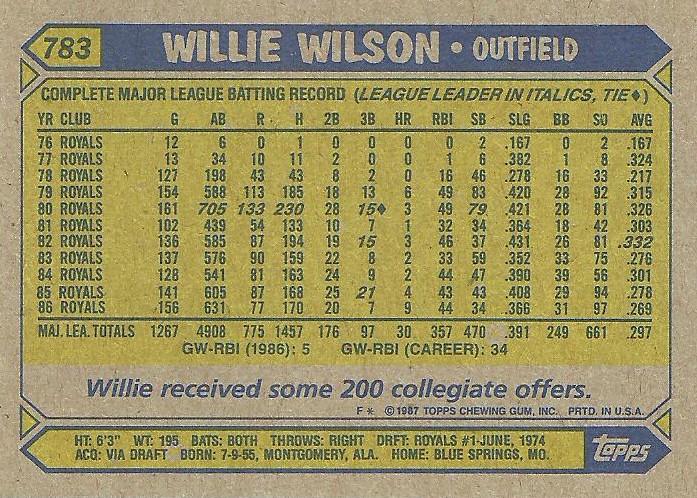 783 WILLIE WILSON • OUTFIELD
COMPLETE MAJOR LEAGUE BATTING RECORD (LEAGUE LEADER IN ITALICS, TIE♦)
YR CLUB G AB R H 2B 3B HR RBI SB SLG BB SO AVG
76 ROYALS 12 6 0 1 0 0 0 0 2 .167 0 2 .167
77 ROYALS 13 34 10 11 2 0 0 1 6 .382 1 8 .324
78 ROYALS 127 198 43 43 8 2 0 16 46 .278 16 33 .217
79 ROYALS 154 588 113 185 18 13 6 49 83 .420 28 92 .315
80 ROYALS 161 705 133 230 28 15♦ 3 49 79 .421 28 81 .326
81 ROYALS 102 439 54 133 10 7 1 32 34 .364 18 42 .303
82 ROYALS 136 585 87 194 19 15 3 46 37 .431 26 81 .332
83 ROYALS 137 576 90 159 22 8 2 33 59 .352 33 75 .276
84 ROYALS 128 541 81 163 24 9 2 44 47 .390 39 56 .301
85 ROYALS 141 605 87 168 25 21 4 43 43 .408 29 94 .278
86 ROYALS 156 631 77 170 20 7 9 44 34 .366 31 97 .269
MAJ. LEA. TOTALS 1267 4908 775 1457 176 97 30 357 470 .391 249 661 .297
GW-RBI (1986): 5 GW-RBI (CAREER): 34
Willie received some 200 collegiate offers.
F * ©1987 TOPPS CHEWING GUM, INC. PRTD. IN U.S.A.
HT: 6'3" WT: 195 BATS: BOTH THROWS: RIGHT DRFT: ROYALS #1-JUNE, 1974
ACQ: VIA DRAFT BORN: 7-9-55, MONTGOMERY, ALA. HOME: BLUE SPRINGS, MO.
topps